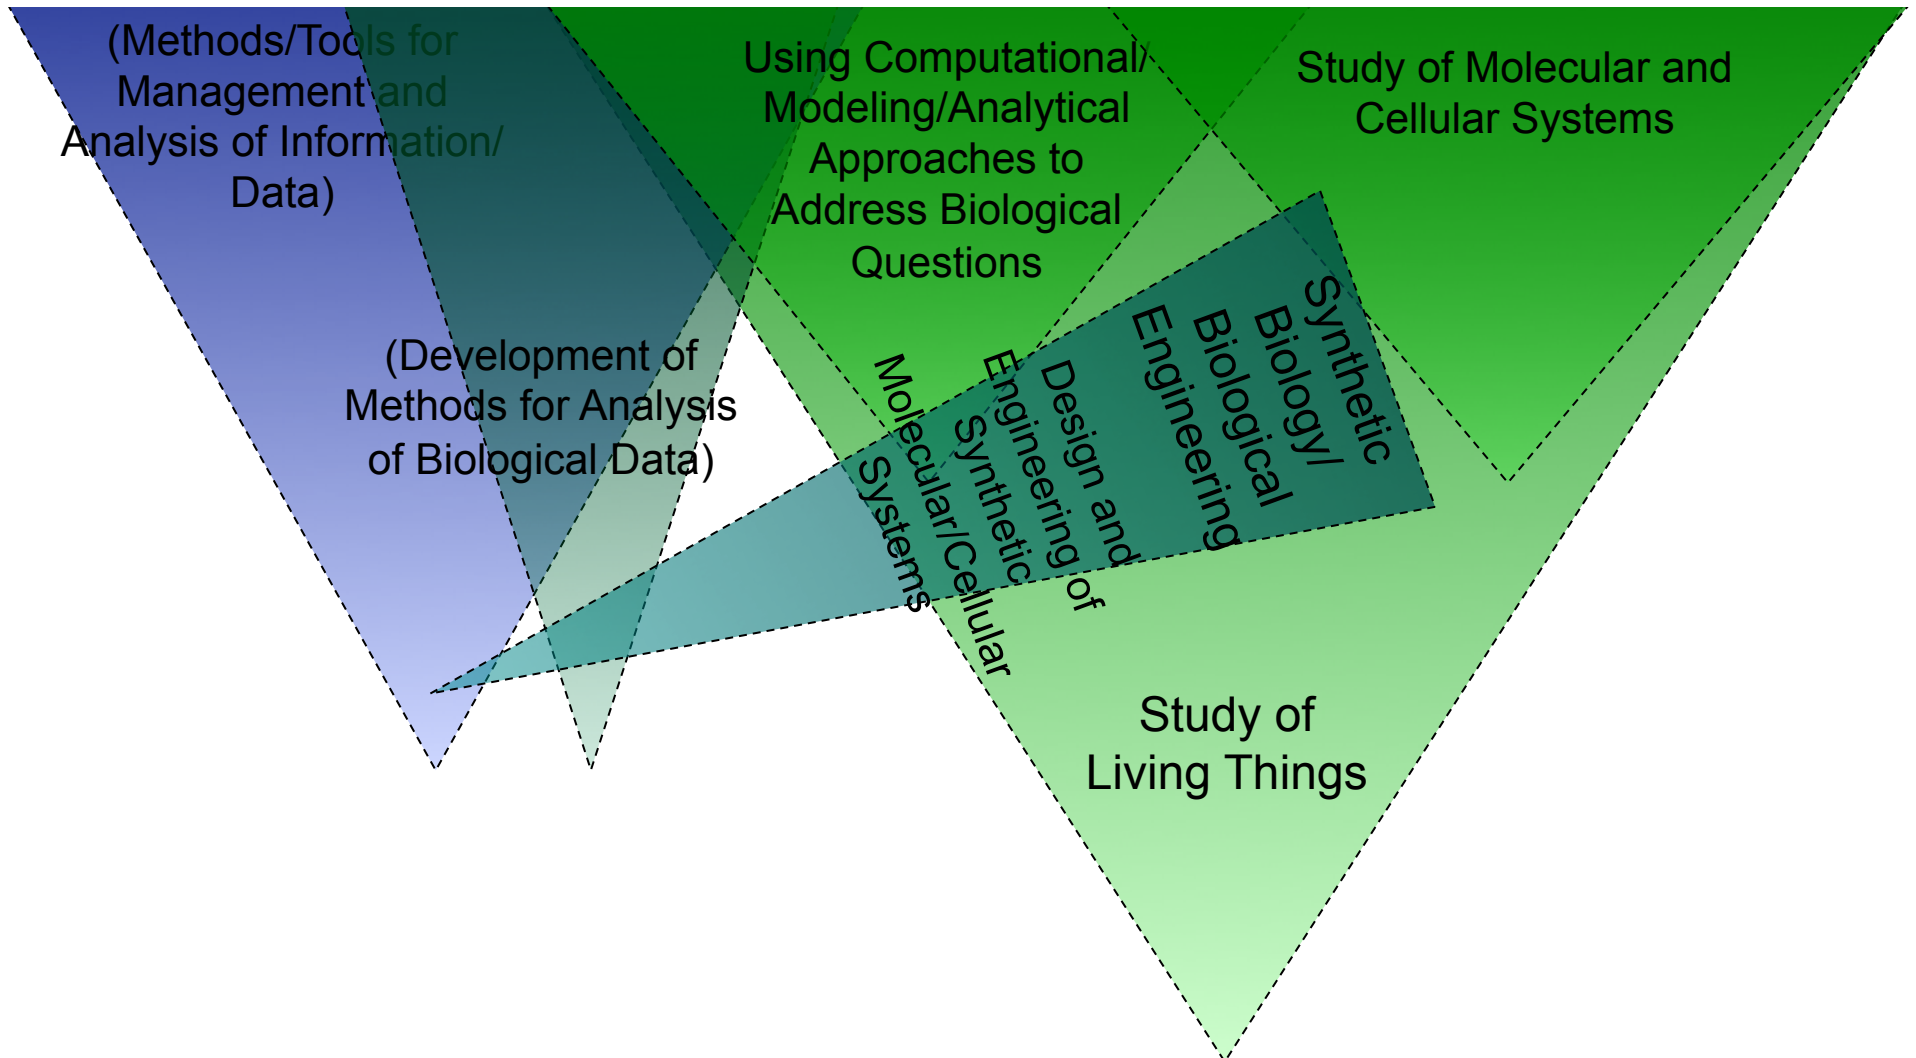 (Methods/Tools for
Management and
Analysis of Information/
Data)
(Development of
Methods for Analysis
of Biological Data)
Using Computational/
Modeling/Analytical
Approaches to
Address Biological
Questions
Study of Molecular and
Cellular Systems
Synthetic
Biology/
Biological
Engineering
Design and
Engineering of
Synthetic
Molecular/Cellular
Systems
Study of
Living Things